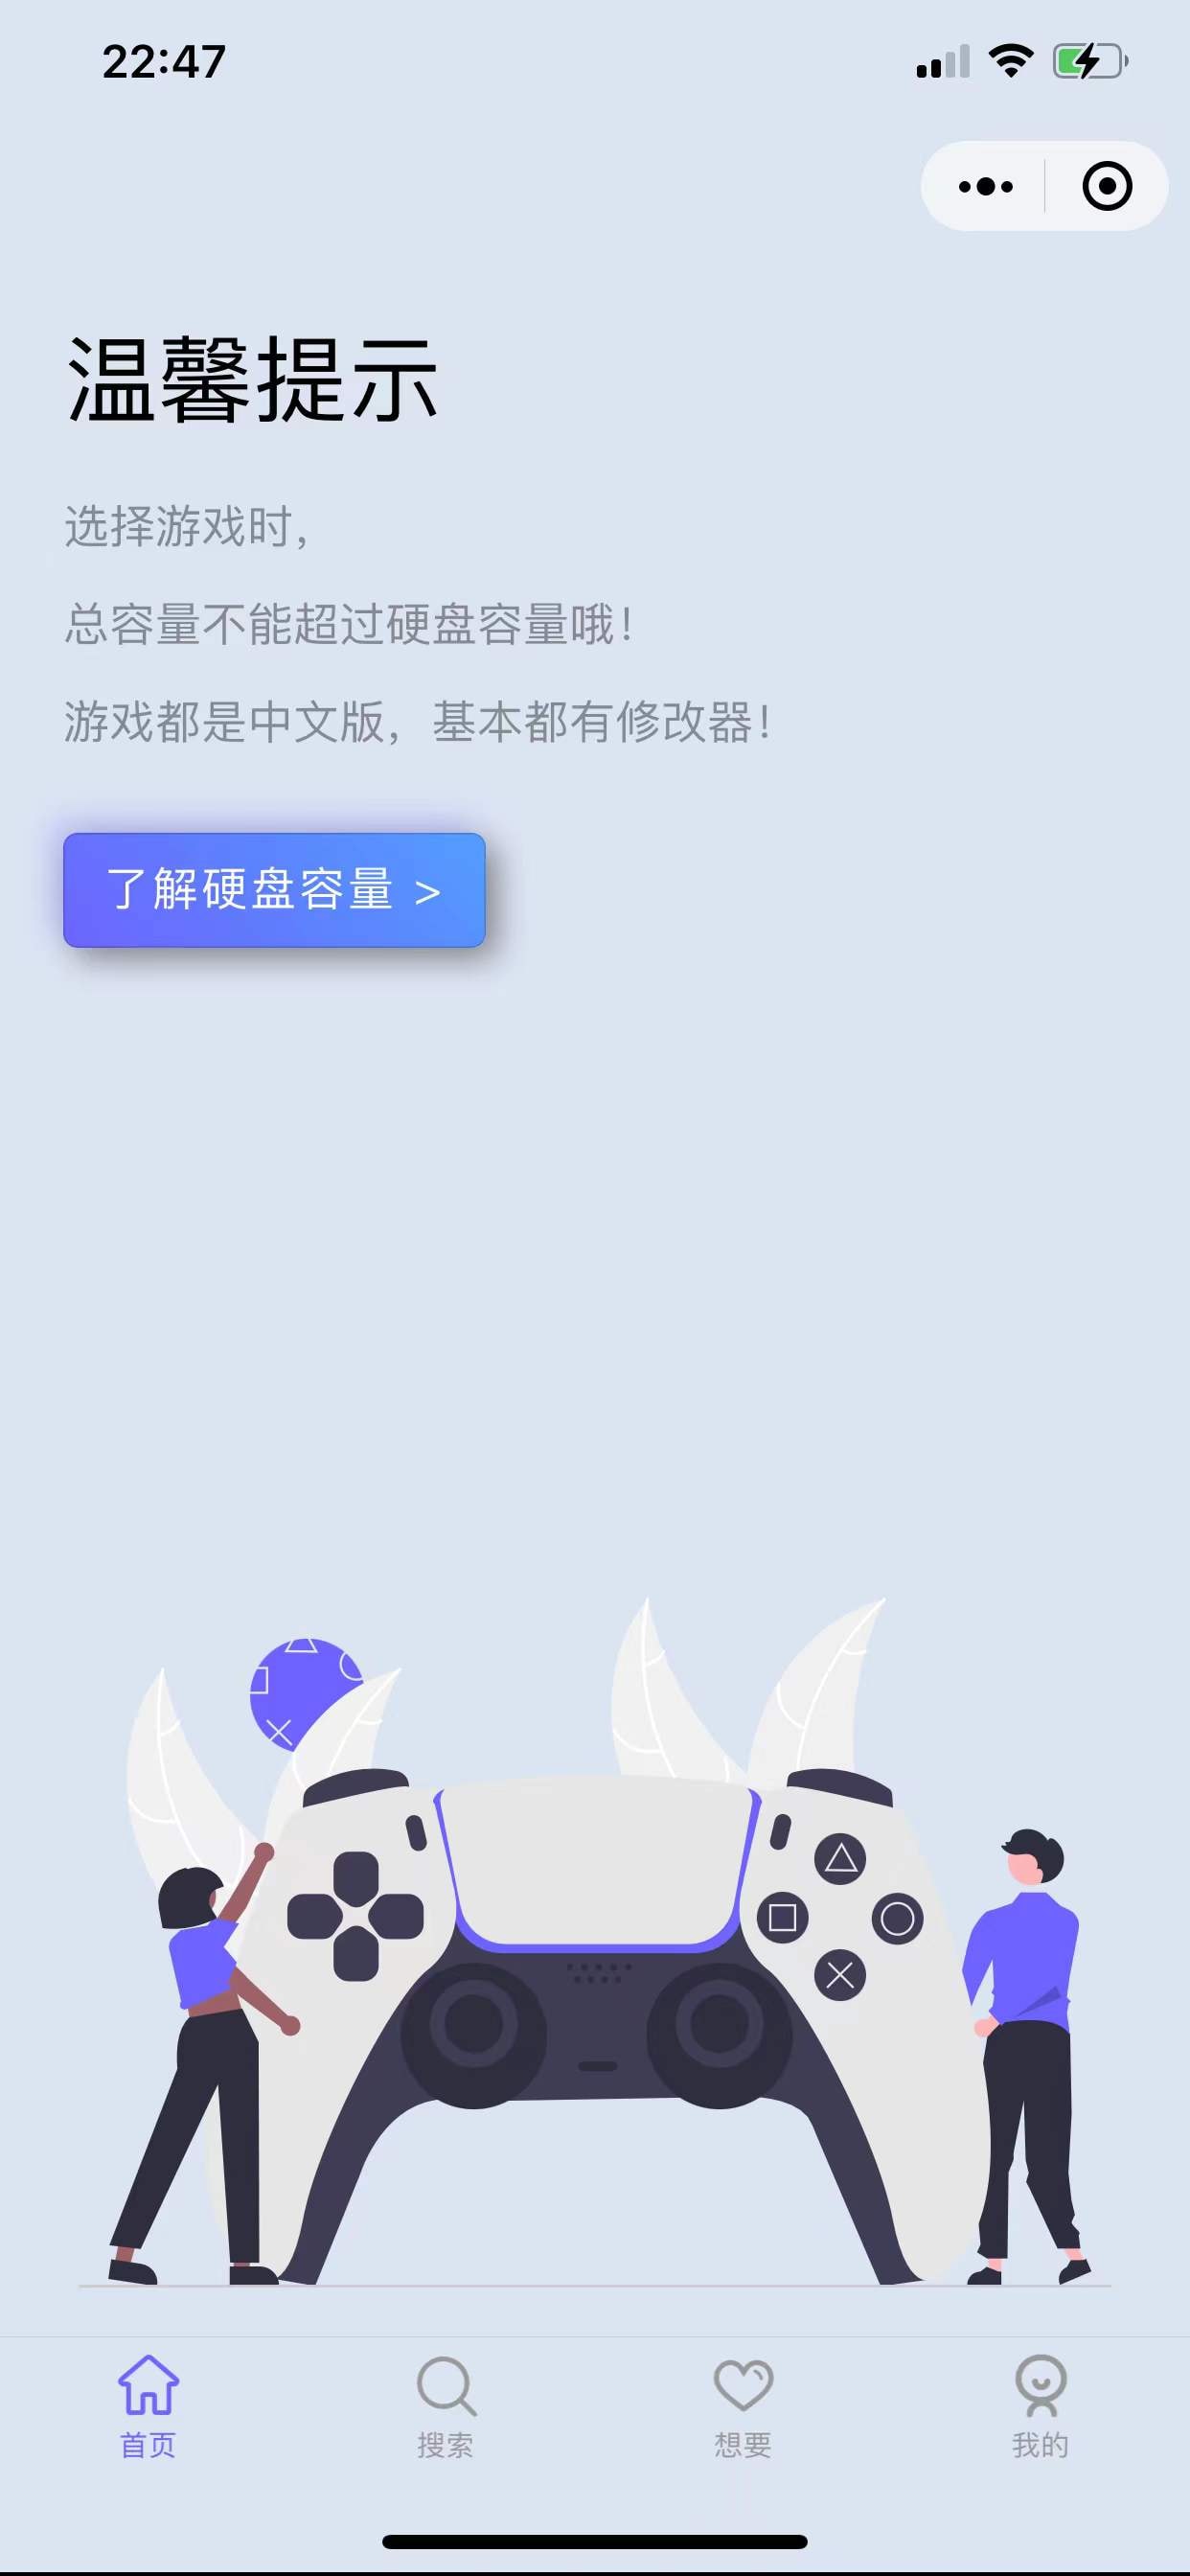 22:47
温馨提示
选择游戏时，
总容量不能超过硬盘容量哦！
游戏都是中文版，基本都有修改器！
了解硬盘容量 >
首页
搜索
想要
我的